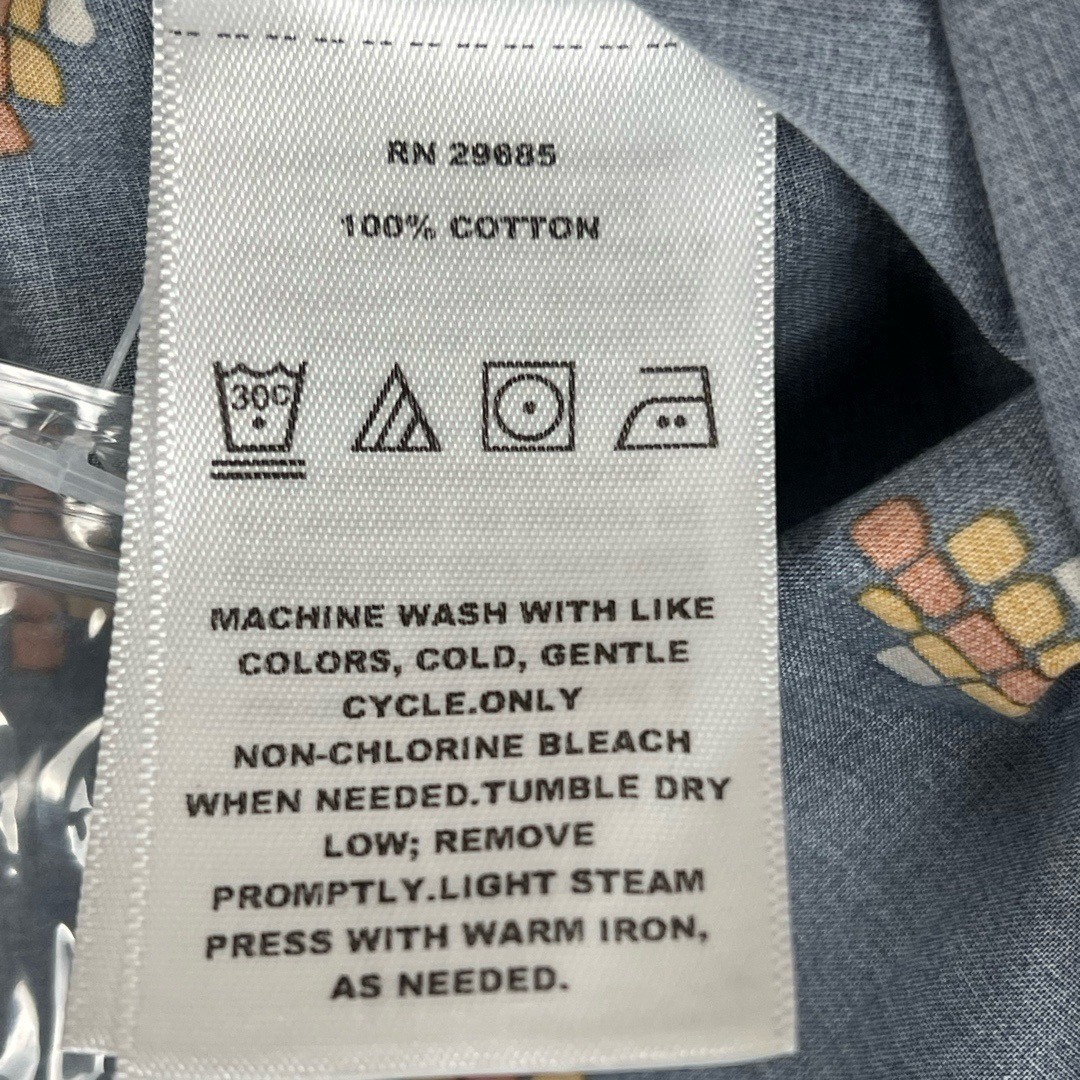 RN 29685
100% COTTON
30C
MACHINE WASH WITH LIKE
COLORS, COLD, GENTLE
CYCLE.ONLY
NON-CHLORINE BLEACH
WHEN NEEDED.TUMBLE DRY
LOW; REMOVE
PROMPTLY.LIGHT STEAM
PRESS WITH WARM IRON,
AS NEEDED.